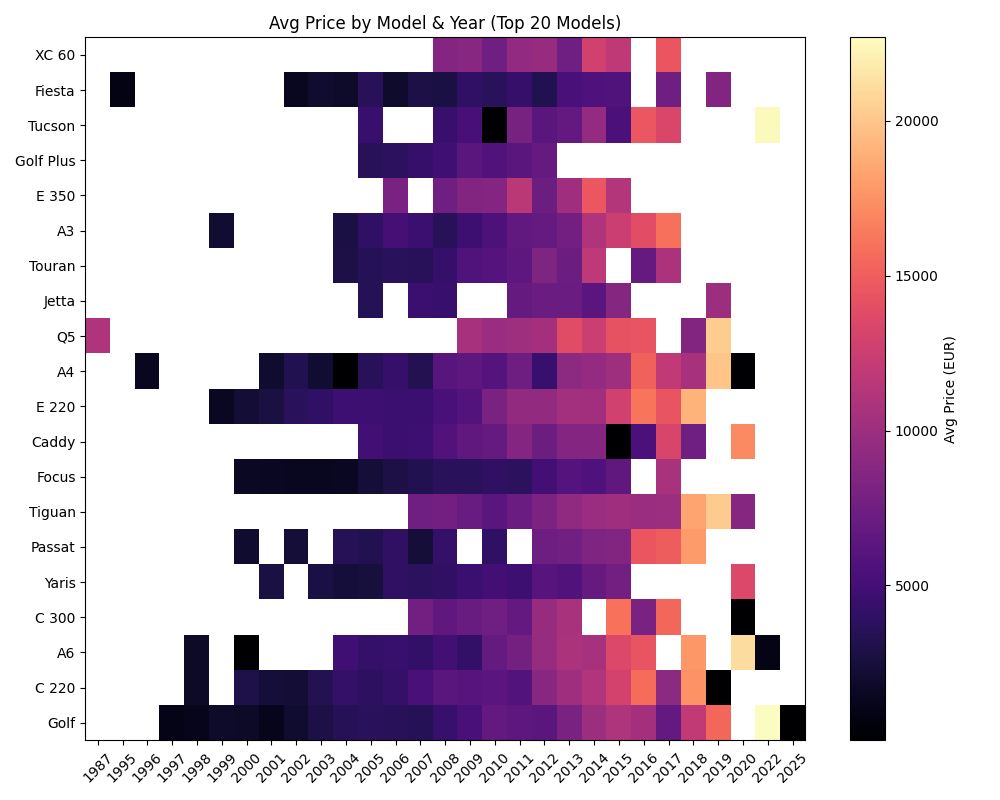 Avg Price by Model & Year (Top 20 Models)
XC 60
Fiesta
Tucson
Golf Plus
E 350
A3
Touran
Jetta
Q5
A4
E 220
Caddy
Focus
Tiguan
Passat
Yaris
C 300
A6
C 220
Golf
1987 1995 1996 1997 1998 1999 2000 2001 2002 2003 2004 2005 2006 2007 2008 2009 2010 2011 2012 2013 2014 2015 2016 2017 2018 2019 2020 2022 2025
20000
15000
10000
5000
Avg Price (EUR)